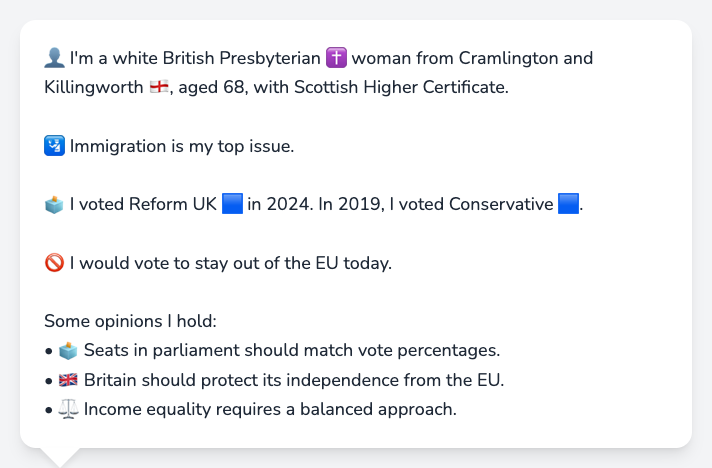 👤 I'm a white British Presbyterian ✝️ woman from Cramlington and
Killingworth 🏴󠁧󠁢󠁥󠁮󠁧󠁿, aged 68, with Scottish Higher Certificate.
🛂 Immigration is my top issue.
🗳️ I voted Reform UK 🟦 in 2024. In 2019, I voted Conservative 🟦.
🚫 I would vote to stay out of the EU today.
Some opinions I hold:
• 🗳️ Seats in parliament should match vote percentages.
• 🇬🇧 Britain should protect its independence from the EU.
• ⚖️ Income equality requires a balanced approach.